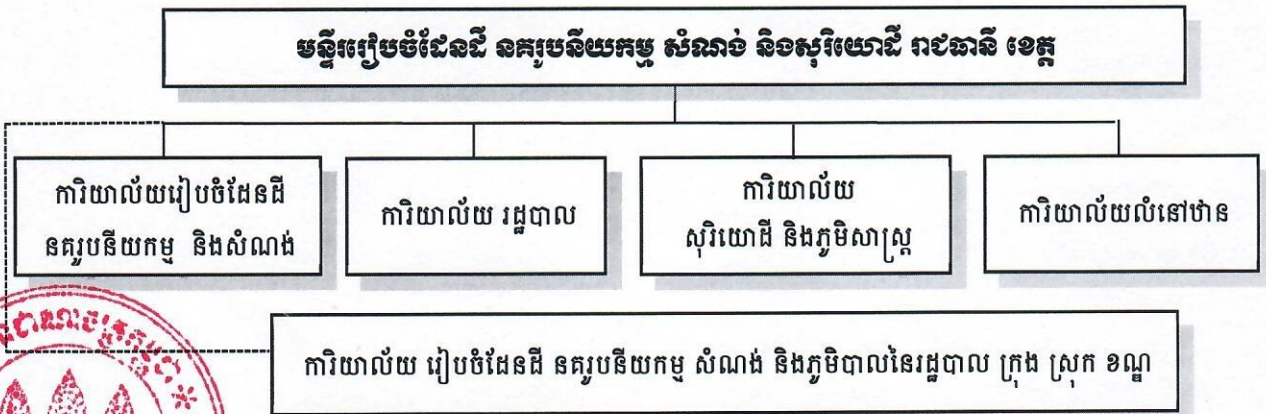 មន្ទីររៀបចំដែនដី នគរូបនីយកម្ម សំណង់ និងសុរិយោដី រាជធានី ខេត្ត
ការិយាល័យរៀបចំដែនដី
នគរូបនីយកម្ម និងសំណង់
ការិយាល័យ រដ្ឋបាល
ការិយាល័យ
សុរិយោដី និងភូមិសាស្ត្រ
ការិយាល័យលំនៅឋាន
ការិយាល័យ រៀបចំដែនដី នគរូបនីយកម្ម សំណង់ និងភូមិបាលនៃរដ្ឋបាល ក្រុង ស្រុក ខណ្ឌ